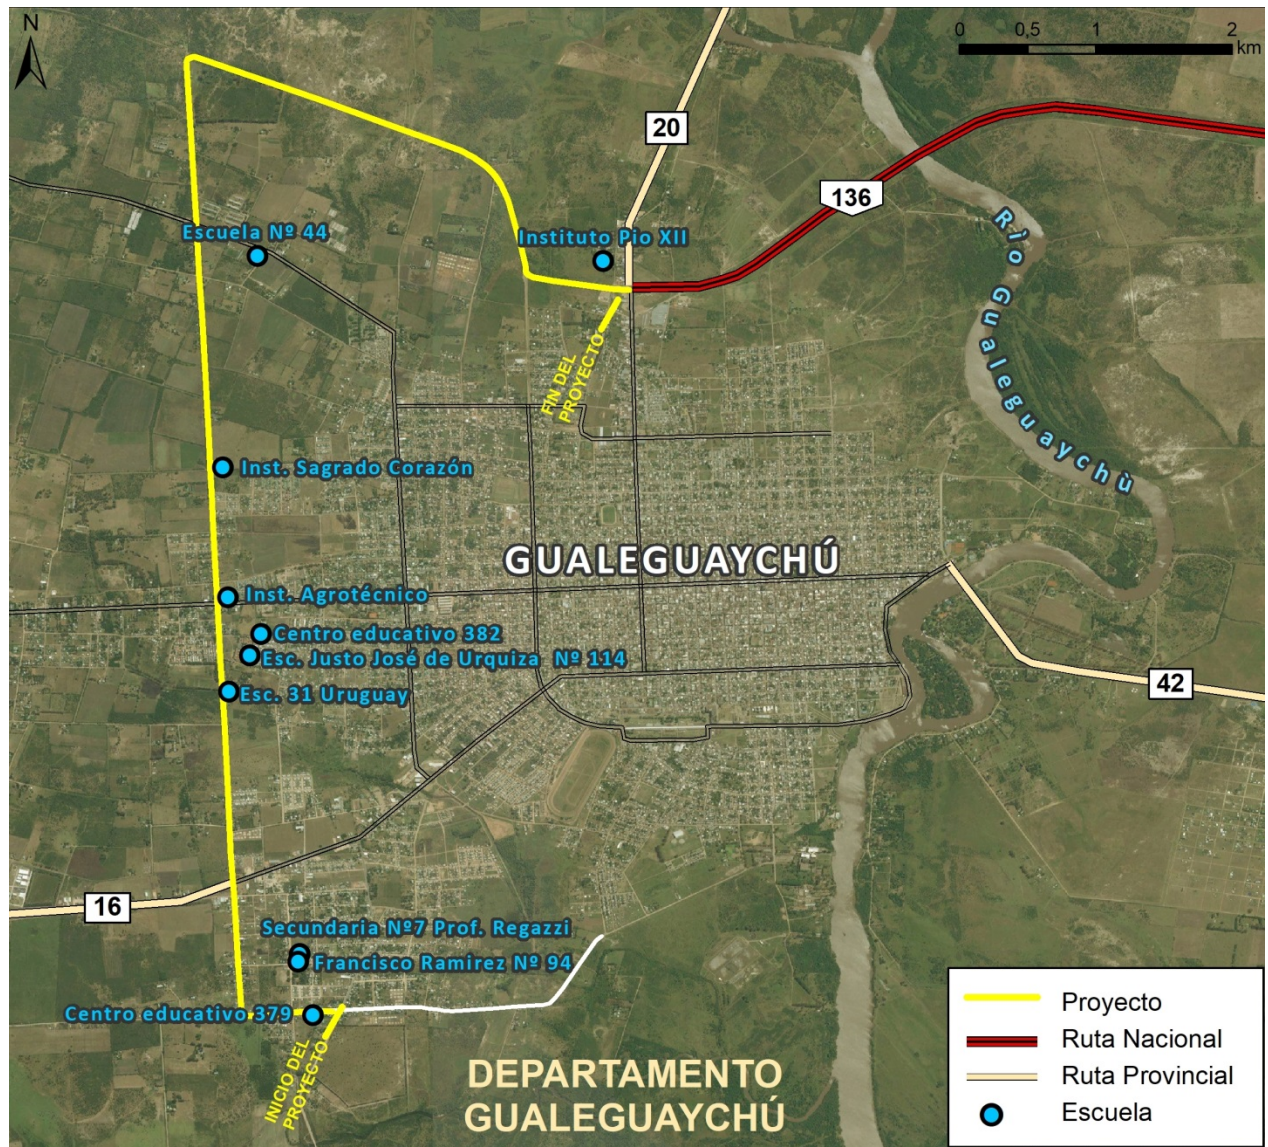 N
0 0,5 1 2
km
20
136
Escuela Nº 44
Instituto Pio XII
Rìo Gualeguaychù
FIN DEL
PROYECTO
Inst. Sagrado Corazón
GUALEGUAYCHÚ
Inst. Agrotécnico
Centro educativo 382
Esc. Justo José de Urquiza Nº 114
Esc. 31 Uruguay
42
16
Secundaria Nº7 Prof. Regazzi
Francisco Ramirez Nº 94
Centro educativo 379
INICIO DEL
PROYECTO
DEPARTAMENTO
GUALEGUAYCHÚ
Proyecto
Ruta Nacional
Ruta Provincial
Escuela